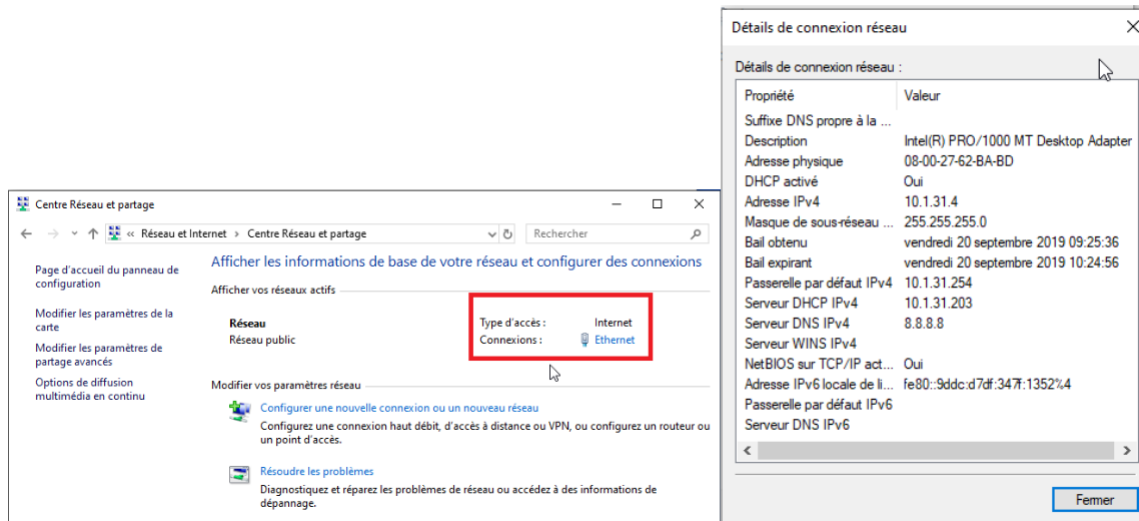 Centre Réseau et partage
« Réseau et Internet > Centre Réseau et partage
Rechercher
Page d'accueil du panneau de
configuration
Modifier les paramètres de la
carte
Modifier les paramètres de
partage avancés
Options de diffusion
multimédia en continu
Afficher les informations de base de votre réseau et configurer des connexions
Afficher vos réseaux actifs
Réseau
Réseau public
Type d'accès : Internet
Connexions : Ethernet
Modifier vos paramètres réseau
Configurer une nouvelle connexion ou un nouveau réseau
Configurez une connexion haut débit, d'accès à distance ou VPN, ou configurez un routeur ou
un point d'accès.
Résoudre les problèmes
Diagnostiquez et réparez les problèmes de réseau ou accédez à des informations de
dépannage.
Détails de connexion réseau
Détails de connexion réseau :
Propriété Valeur
Suffixe DNS propre à la ...
Description Intel(R) PRO/1000 MT Desktop Adapter
Adresse physique 08-00-27-62-BA-BD
DHCP activé Oui
Adresse IPv4 10.1.31.4
Masque de sous-réseau ... 255.255.255.0
Bail obtenu vendredi 20 septembre 2019 09:25:36
Bail expirant vendredi 20 septembre 2019 10:24:56
Passerelle par défaut IPv4 10.1.31.254
Serveur DHCP IPv4 10.1.31.203
Serveur DNS IPv4 8.8.8.8
Serveur WINS IPv4
NetBIOS sur TCP/IP act... Oui
Adresse IPv6 locale de li... fe80::9ddc:d7df:347f:1352%4
Passerelle par défaut IPv6
Serveur DNS IPv6
Fermer